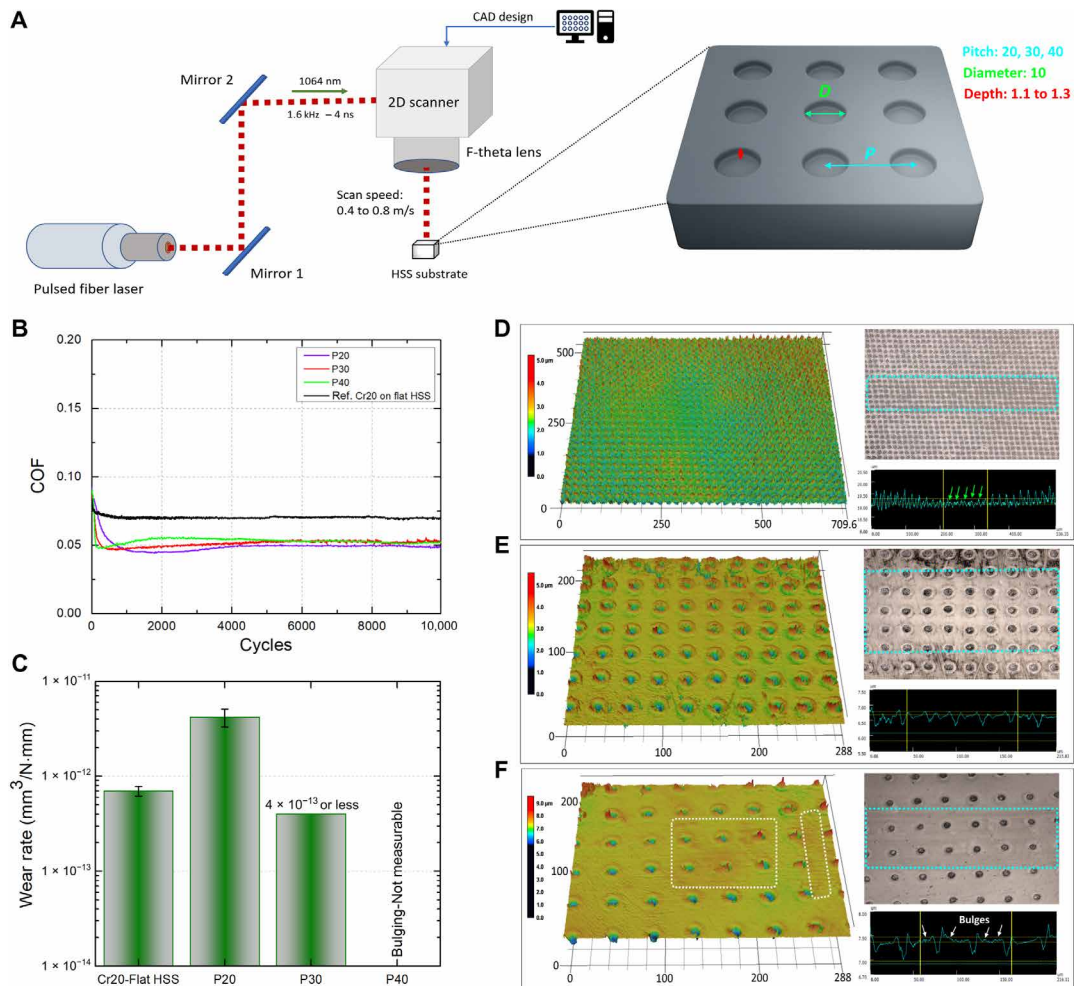 A
CAD design
Mirror 2
1064 nm
1.6 kHz – 4 ns
2D scanner
F-theta lens
Scan speed:
0.4 to 0.8 m/s
HSS substrate
Mirror 1
Pulsed fiber laser
Pitch: 20, 30, 40
Diameter: 10
Depth: 1.1 to 1.3
D
P
B
0.20
0.15
0.10
0.05
0.00
COF
P20
P30
P40
Ref. Cr20 on flat HSS
0
2000
4000
6000
8000
10,000
Cycles
C
1 × 10⁻¹¹
1 × 10⁻¹²
1 × 10⁻¹³
1 × 10⁻¹⁴
Wear rate (mm³/N·mm)
4 × 10⁻¹³ or less
Bulging-Not measurable
Cr20-Flat HSS
P20
P30
P40
D
5.0 µm
4.0
3.0
2.0
1.0
0.0
500
250
0
0
250
500
709.6
E
5.0 µm
4.0
3.0
2.0
1.0
0.0
200
100
0
0
100
200
288
F
9.0 µm
8.0
7.0
6.0
5.0
4.0
3.0
2.0
1.0
0.0
200
100
0
0
100
200
288
Bulges